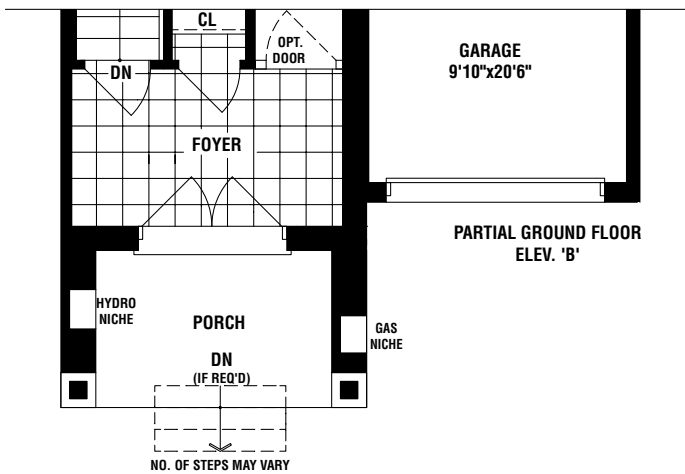 CL
OPT.
DOOR
GARAGE
9'10"x20'6"
DN
FOYER
PARTIAL GROUND FLOOR
ELEV. 'B'
HYDRO
NICHE
PORCH
GAS
NICHE
DN
(IF REQ'D)
NO. OF STEPS MAY VARY